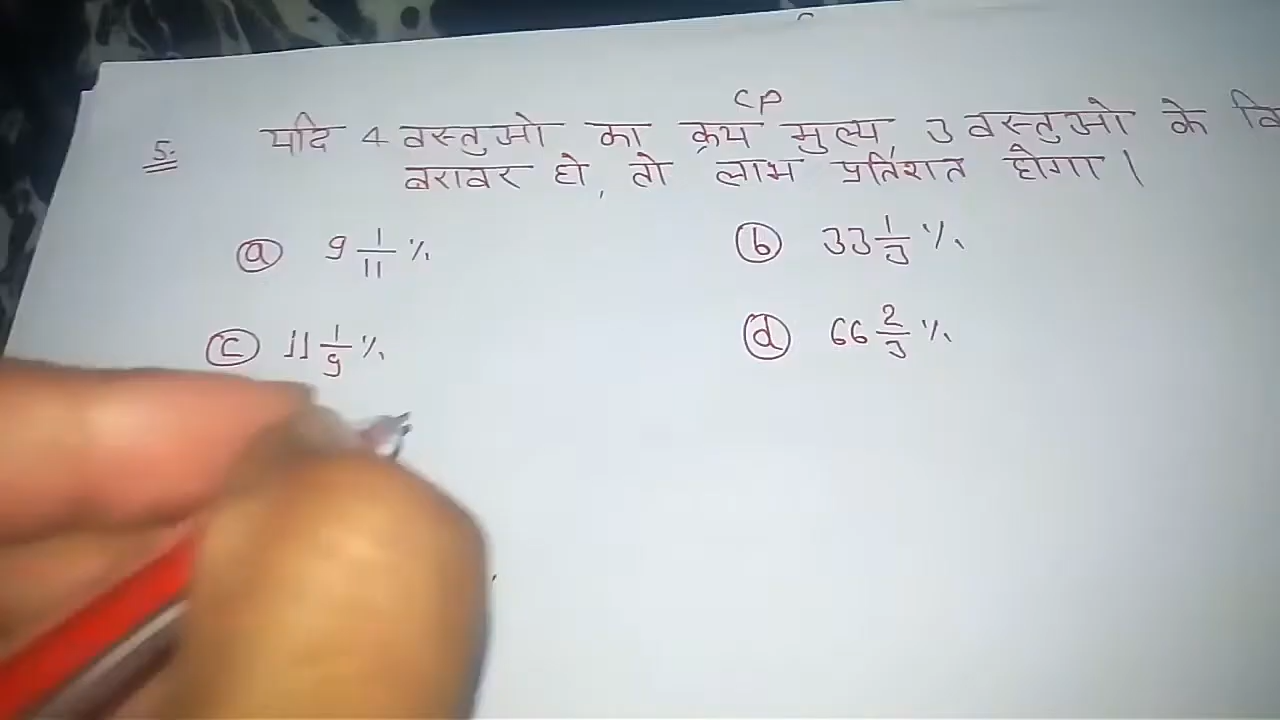 CP
5. यदि 4 वस्तुओ का क्रय मुल्य, 3 वस्तुओ के
बरावर हो, तो लाभ प्रतिशत होगा।
(a) 9 1/11 %
(b) 33 1/3 %
(c) 11 1/9 %
(d) 66 2/3 %